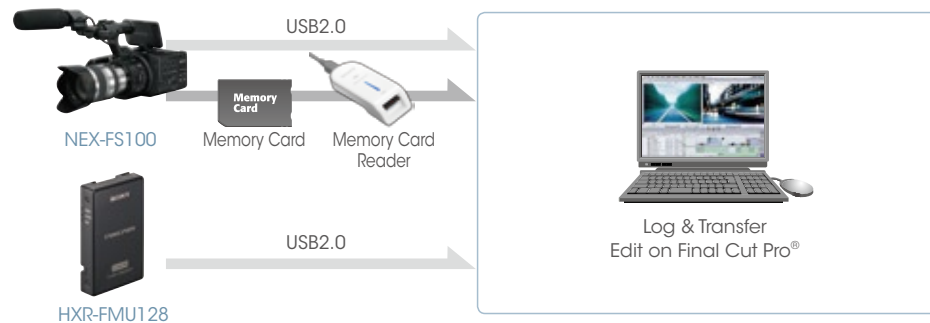 USB2.0
Memory
Card
NEX-FS100
Memory Card
Memory Card
Reader
Log & Transfer
Edit on Final Cut Pro®
SONY
USB2.0
HXR-FMU128